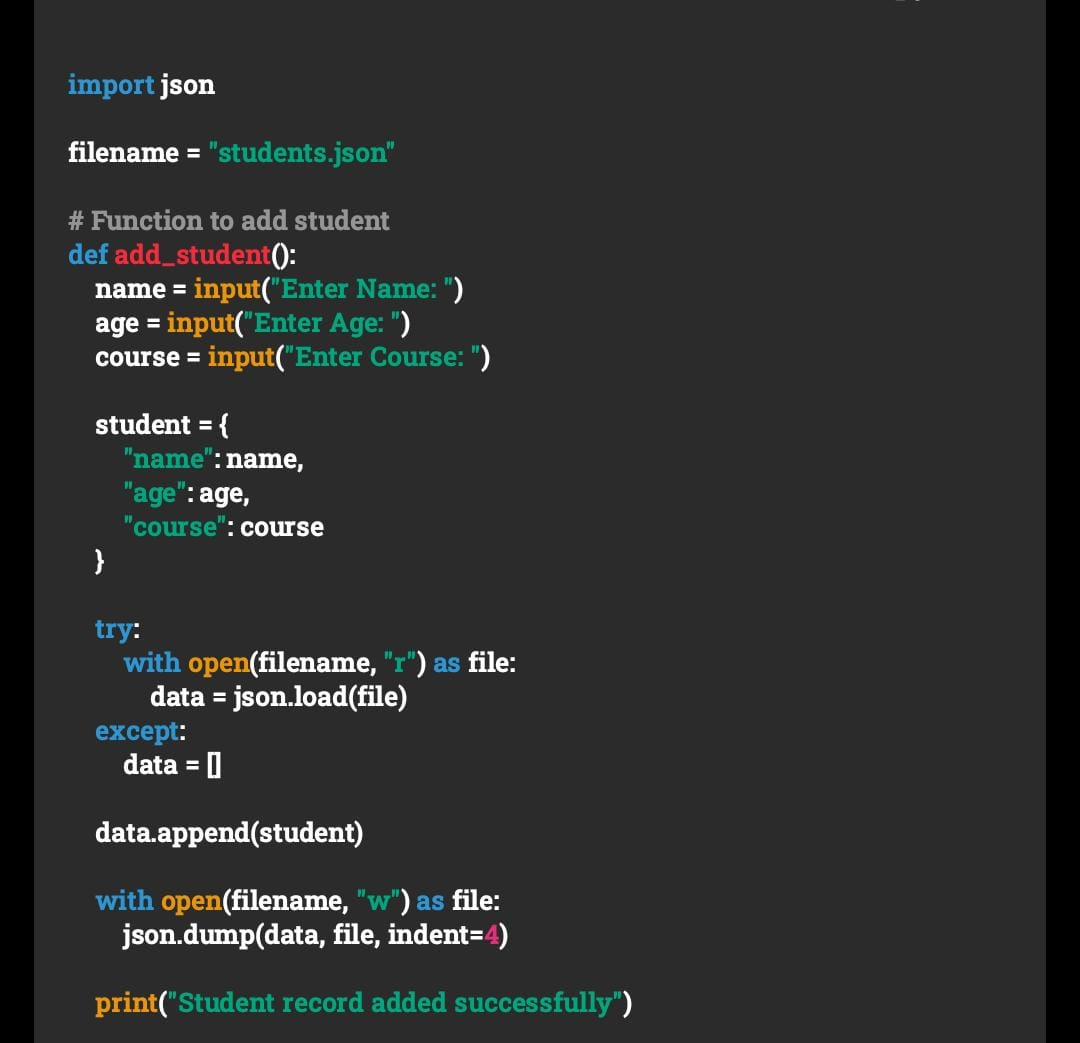 import json
filename = "students.json"
# Function to add student
def add_student():
name = input("Enter Name: ")
age = input("Enter Age: ")
course = input("Enter Course: ")
student = {
"name": name,
"age": age,
"course": course
}
try:
with open(filename, "r") as file:
data = json.load(file)
except:
data = []
data.append(student)
with open(filename, "w") as file:
json.dump(data, file, indent=4)
print("Student record added successfully")